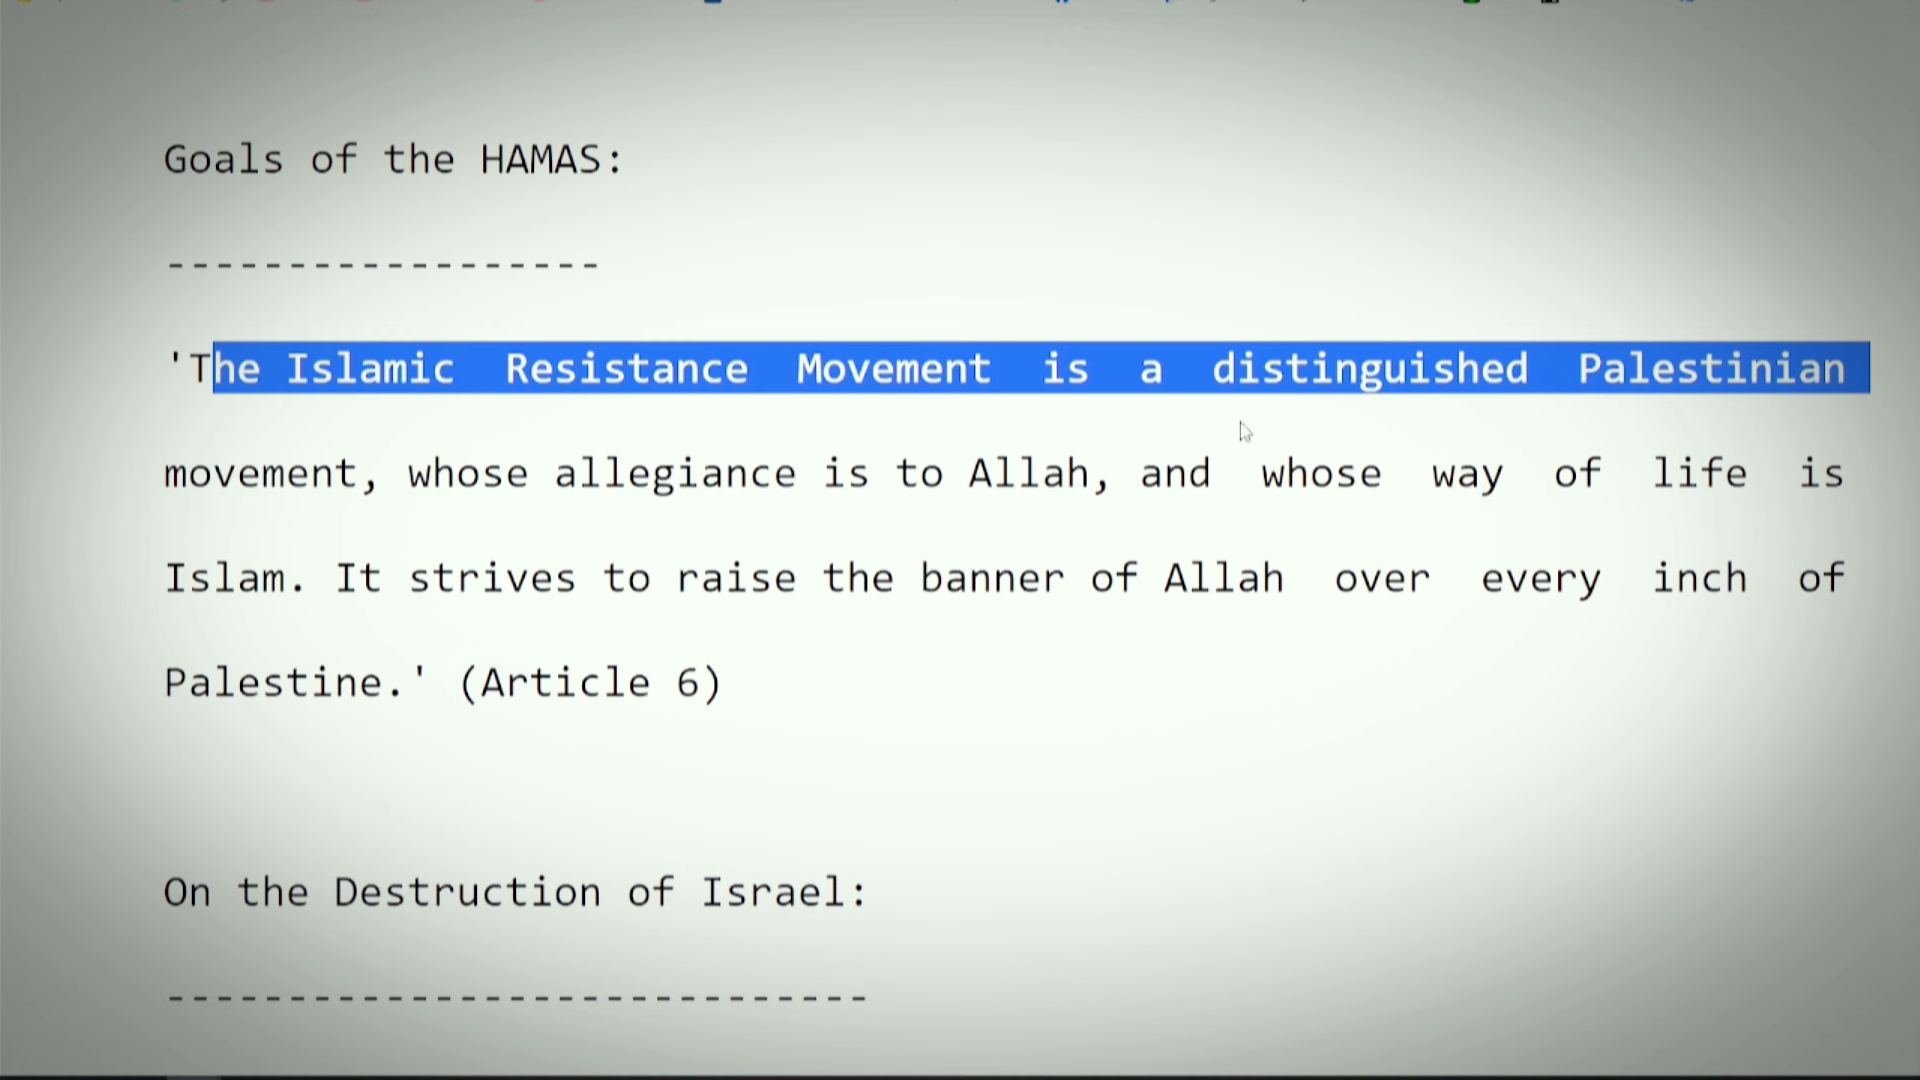 Goals of the HAMAS:
------------------
'The Islamic Resistance Movement is a distinguished Palestinian
movement, whose allegiance is to Allah, and whose way of life is
Islam. It strives to raise the banner of Allah over every inch of
Palestine.' (Article 6)
On the Destruction of Israel:
-----------------------------